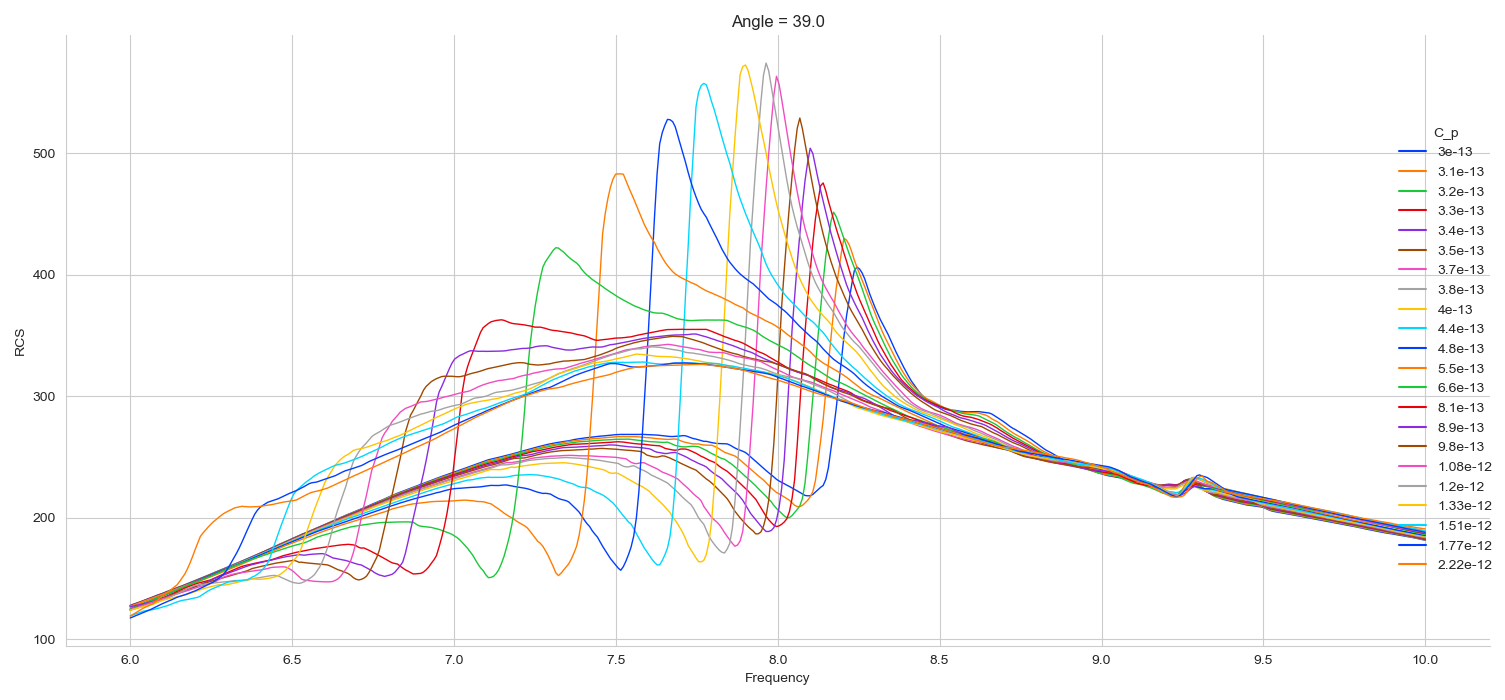 Angle = 39.0
RCS
500
400
300
200
100
6.0 6.5 7.0 7.5 8.0 8.5 9.0 9.5 10.0
Frequency
C_p
3e-13
3.1e-13
3.2e-13
3.3e-13
3.4e-13
3.5e-13
3.7e-13
3.8e-13
4e-13
4.4e-13
4.8e-13
5.5e-13
6.6e-13
8.1e-13
8.9e-13
9.8e-13
1.08e-12
1.2e-12
1.33e-12
1.51e-12
1.77e-12
2.22e-12